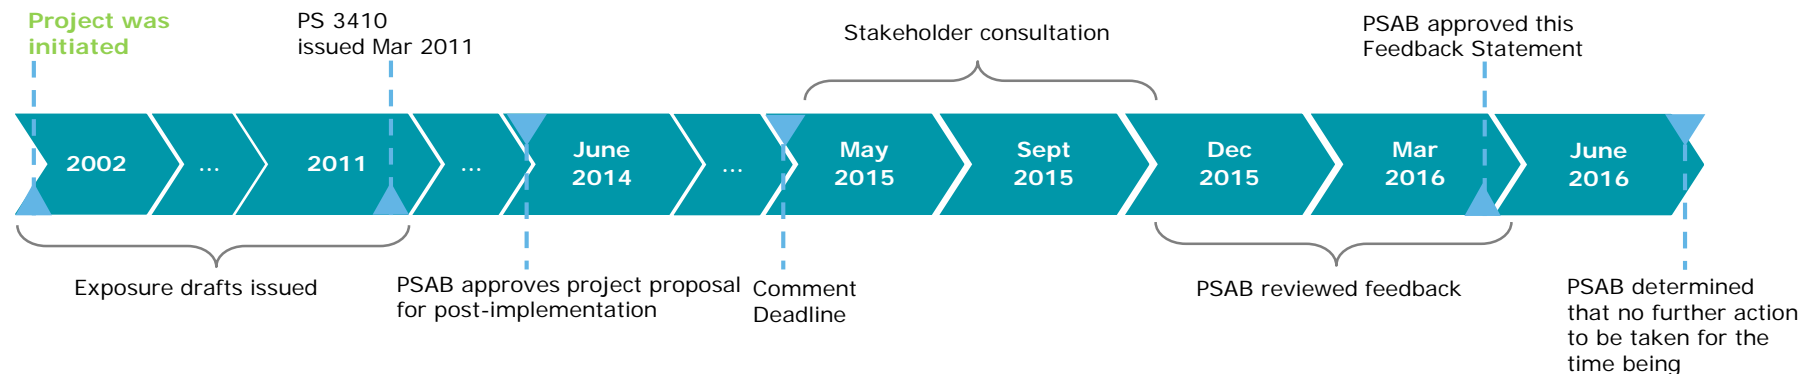 Project was
initiated
PS 3410
issued Mar 2011
Stakeholder consultation
PSAB approved this
Feedback Statement
2002
...
2011
...
June
2014
...
May
2015
Sept
2015
Dec
2015
Mar
2016
June
2016
Exposure drafts issued
PSAB approves project proposal
for post-implementation
Comment
Deadline
PSAB reviewed feedback
PSAB determined
that no further action
to be taken for the
time being